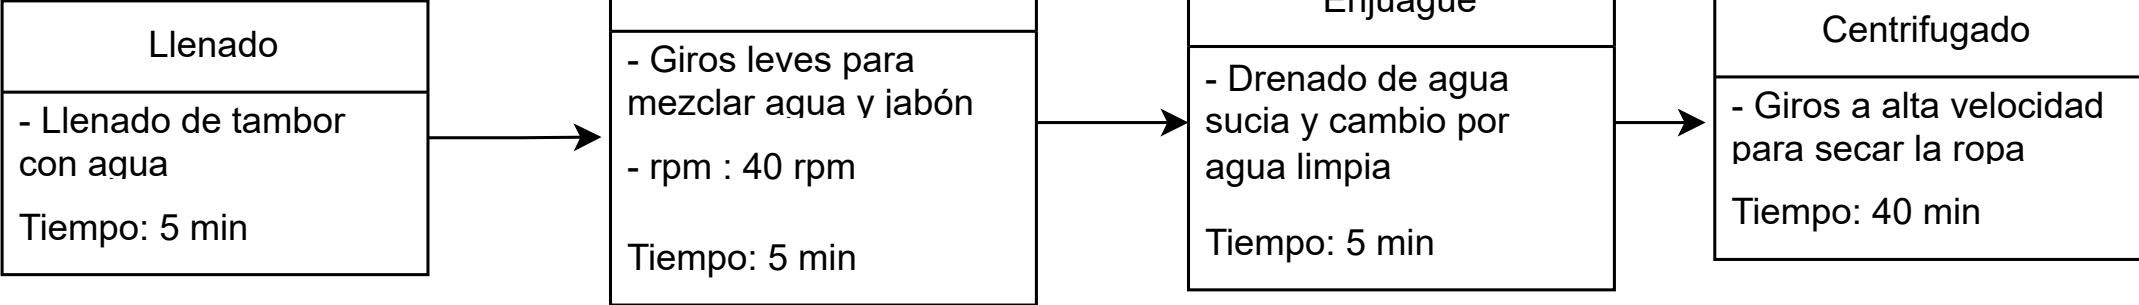 Llenado
- Llenado de tambor
con agua
Tiempo: 5 min
- Giros leves para
mezclar agua y jabón
- rpm : 40 rpm
Tiempo: 5 min
Enjuague
- Drenado de agua
sucia y cambio por
agua limpia
Tiempo: 5 min
Centrifugado
- Giros a alta velocidad
para secar la ropa
Tiempo: 40 min